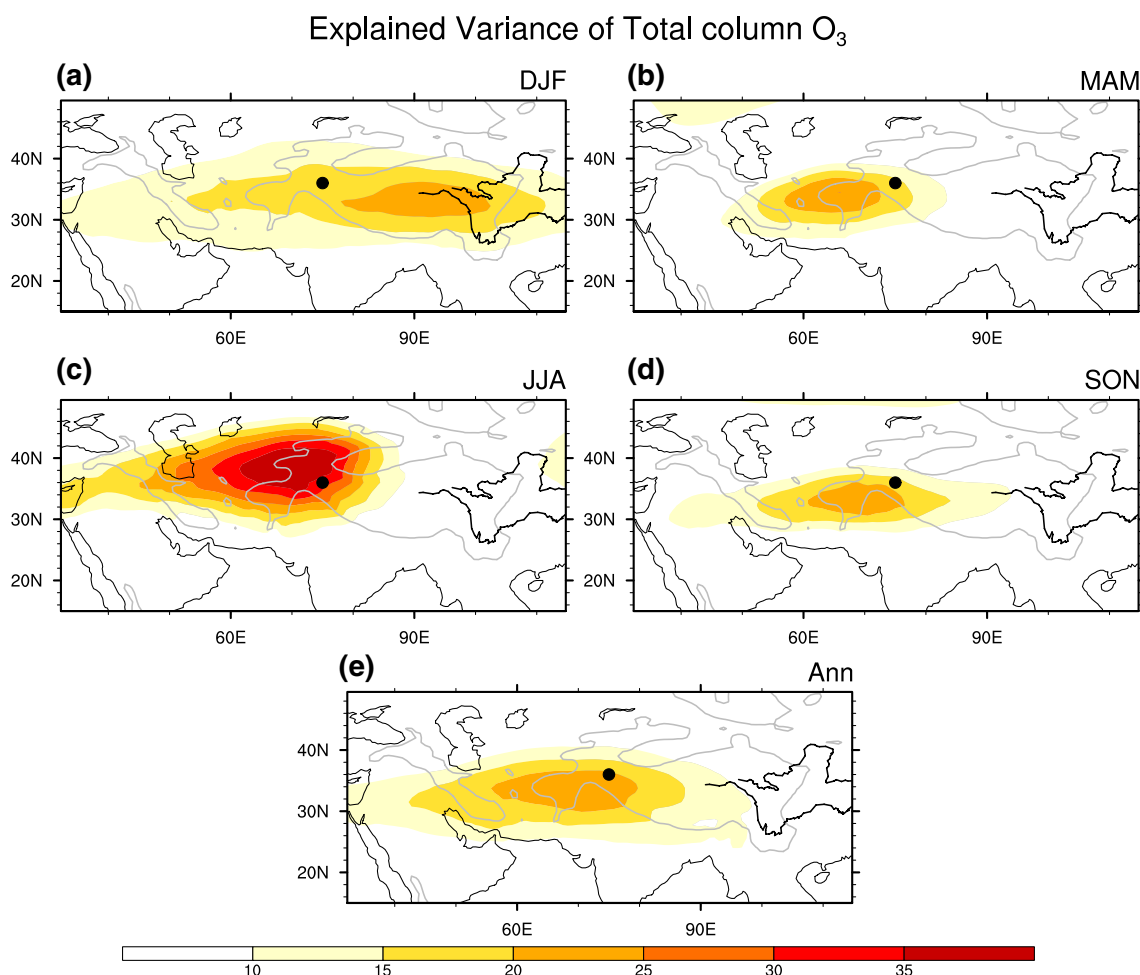 Explained Variance of Total column O3
(a) DJF
40N
30N
20N
60E 90E
(b) MAM
40N
30N
20N
60E 90E
(c) JJA
40N
30N
20N
60E 90E
(d) SON
40N
30N
20N
60E 90E
(e) Ann
40N
30N
20N
60E 90E
10 15 20 25 30 35